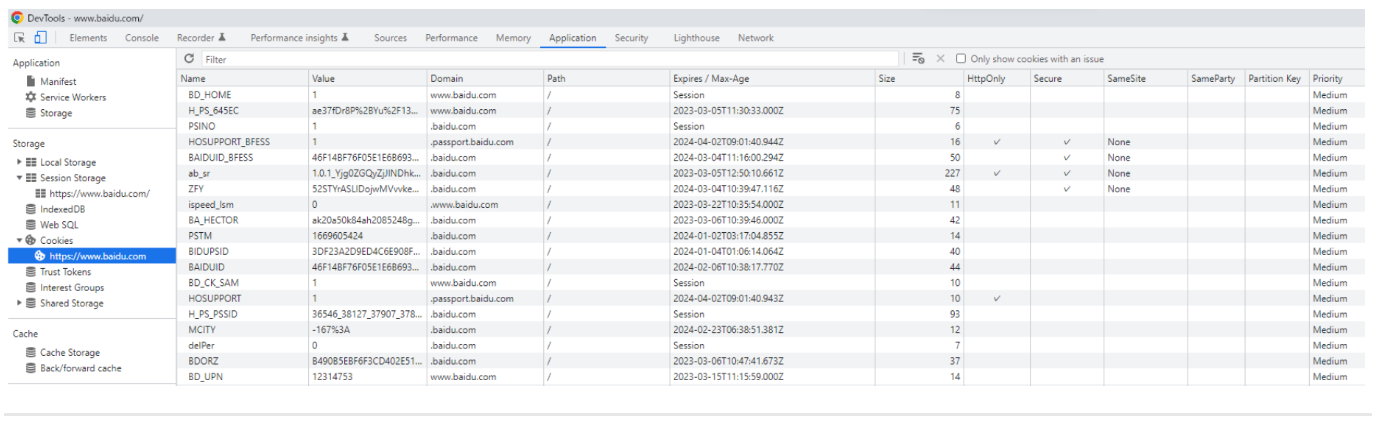 DevTools - www.baidu.com/
Elements Console Recorder Performance insights Sources Performance Memory Application Security Lighthouse Network
Application
Manifest
Service Workers
Storage
Storage
Local Storage
Session Storage
https://www.baidu.com/
IndexedDB
Web SQL
Cookies
https://www.baidu.com
Trust Tokens
Interest Groups
Shared Storage
Cache
Cache Storage
Back/forward cache
Filter Only show cookies with an issue
Name Value Domain Path Expires / Max-Age Size HttpOnly Secure SameSite SameParty Partition Key Priority
BD_HOME 1 www.baidu.com / Session 8 Medium
H_PS_645EC ae37fDr8P%2BYu%2F13... www.baidu.com / 2023-03-05T11:30:33.000Z 75 Medium
PSINO 1 .baidu.com / Session 6 Medium
HOSUPPORT_BFESS 1 .passport.baidu.com / 2024-04-02T09:01:40.944Z 16 ✓ ✓ None Medium
BAIDUID_BFESS 46F14BF76F05E1E6B693... .baidu.com / 2024-03-04T11:16:00.294Z 50 ✓ None Medium
ab_sr 1.0.1_Yjg0ZGQyZjJlNDhk... .baidu.com / 2023-03-05T12:50:10.661Z 227 ✓ ✓ None Medium
ZFY 52STYrASLIDojwMVvvke... .baidu.com / 2024-03-04T10:39:47.116Z 48 ✓ None Medium
ispeed_lsm 0 .www.baidu.com / 2023-03-22T10:35:54.000Z 11 Medium
BA_HECTOR ak20a50k84ah2085248g... .baidu.com / 2023-03-06T10:39:46.000Z 42 Medium
PSTM 1669605424 .baidu.com / 2024-01-02T03:17:04.855Z 14 Medium
BIDUPSID 3DF23A2D9ED4C6E908F... .baidu.com / 2024-01-04T01:06:14.064Z 40 Medium
BAIDUID 46F14BF76F05E1E6B693... .baidu.com / 2024-02-06T10:38:17.770Z 44 Medium
BD_CK_SAM 1 www.baidu.com / Session 10 Medium
HOSUPPORT 1 .passport.baidu.com / 2024-04-02T09:01:40.943Z 10 ✓ Medium
H_PS_PSSID 36546_38127_37907_378... .baidu.com / Session 93 Medium
MCITY -167%3A .baidu.com / 2024-02-23T06:38:51.381Z 12 Medium
delPer 0 .baidu.com / Session 7 Medium
BDORZ B490B5EBF6F3CD402E51... .baidu.com / 2023-03-06T10:47:41.673Z 37 Medium
BD_UPN 12314753 www.baidu.com / 2023-03-15T11:15:59.000Z 14 Medium